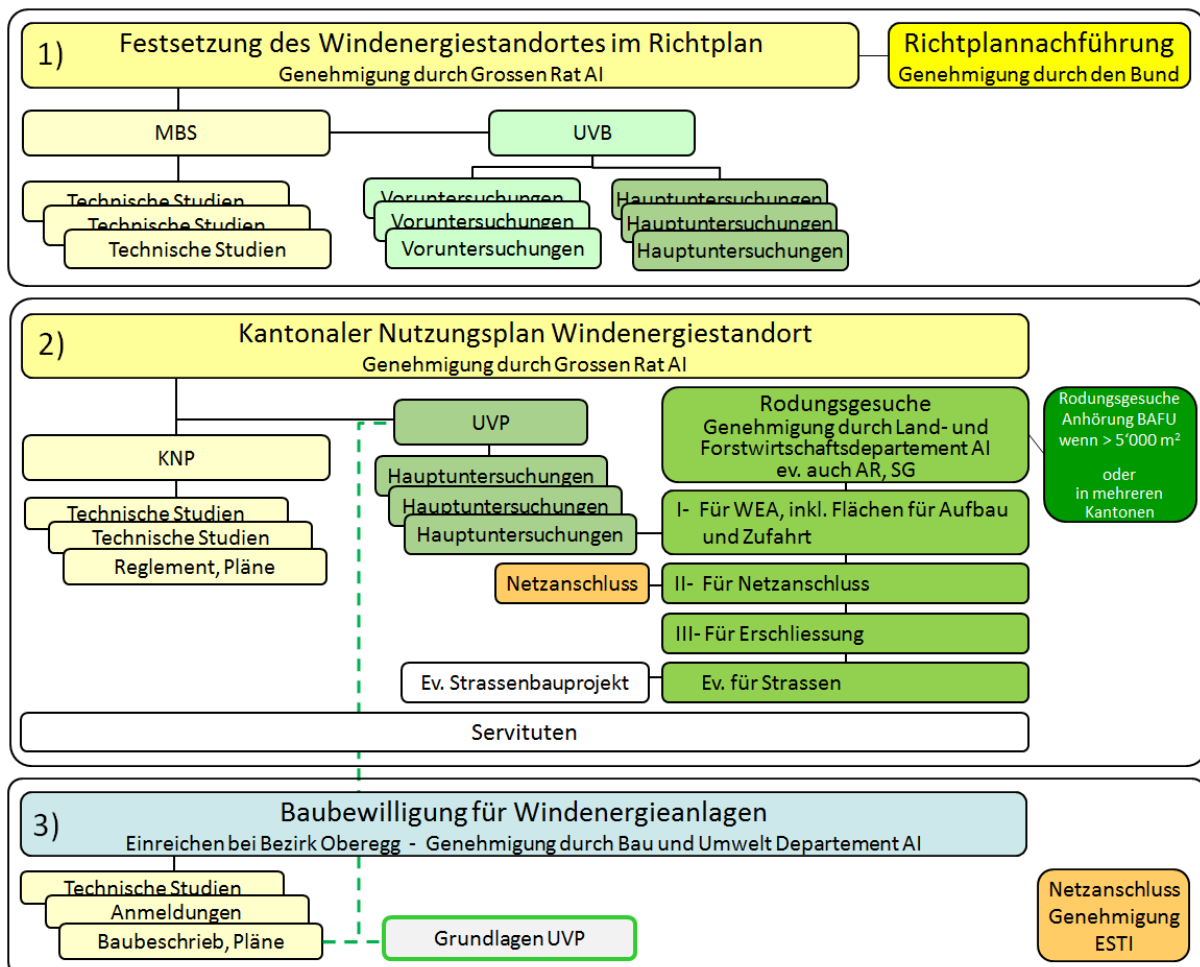 1)
Festsetzung des Windenergiestandortes im Richtplan
Genehmigung durch Grossen Rat AI
Richtplannachführung
Genehmigung durch den Bund
MBS
UVB
Technische Studien
Technische Studien
Technische Studien
Voruntersuchungen
Voruntersuchungen
Voruntersuchungen
Hauptuntersuchungen
Hauptuntersuchungen
Hauptuntersuchungen
2)
Kantonaler Nutzungsplan Windenergiestandort
Genehmigung durch Grossen Rat AI
KNP
Technische Studien
Technische Studien
Reglement, Pläne
UVP
Hauptuntersuchungen
Hauptuntersuchungen
Hauptuntersuchungen
Rodungsgesuche
Genehmigung durch Land- und
Forstwirtschaftsdepartement AI
ev. auch AR, SG
Rodungsgesuche
Anhörung BAFU
wenn > 5'000 m²
oder
in mehreren
Kantonen
I- Für WEA, inkl. Flächen für Aufbau
und Zufahrt
Netzanschluss
II- Für Netzanschluss
III- Für Erschliessung
Ev. Strassenbauprojekt
Ev. für Strassen
Servituten
3)
Baubewilligung für Windenergieanlagen
Einreichen bei Bezirk Oberegg - Genehmigung durch Bau und Umwelt Departement AI
Technische Studien
Anmeldungen
Baubeschrieb, Pläne
Grundlagen UVP
Netzanschluss
Genehmigung
ESTI